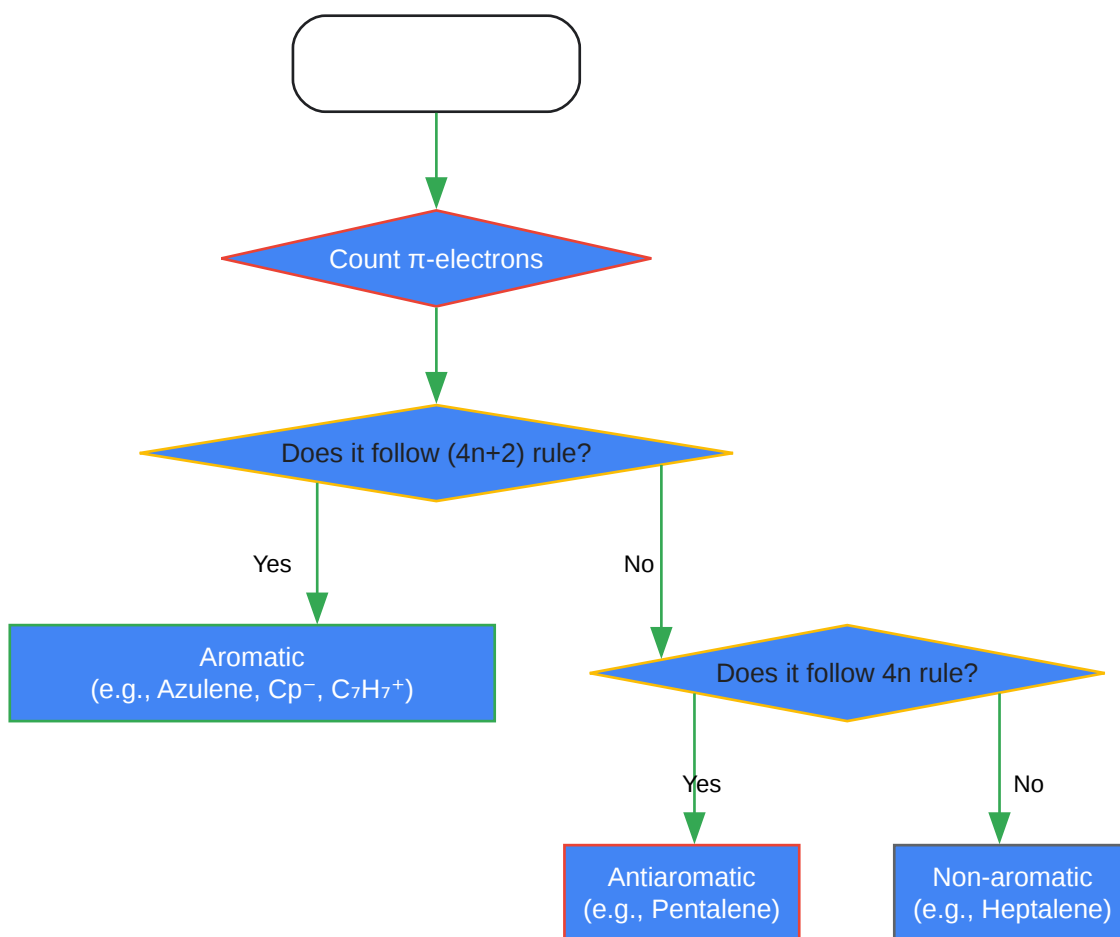 Count π-electrons
Does it follow (4n+2) rule?
Yes
No
Aromatic
(e.g., Azulene, Cp⁻, C₇H₇⁺)
Does it follow 4n rule?
Yes
No
Antiaromatic
(e.g., Pentalene)
Non-aromatic
(e.g., Heptalene)